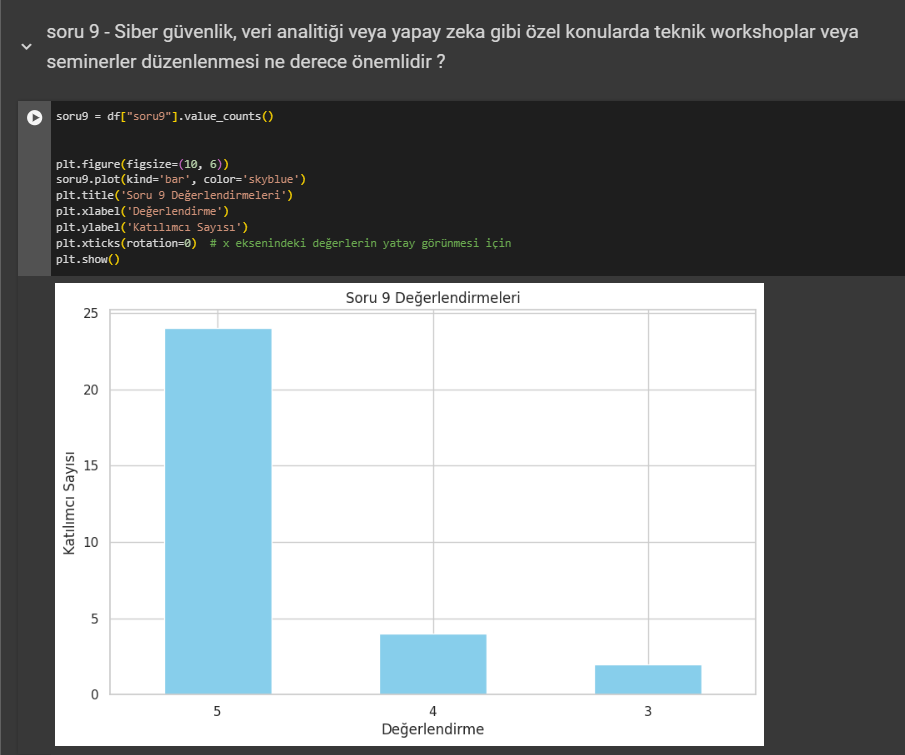 soru 9 - Siber güvenlik, veri analitiği veya yapay zeka gibi özel konularda teknik workshoplar veya
seminerler düzenlenmesi ne derece önemlidir ?
soru9 = df["soru9"].value_counts()
plt.figure(figsize=(10, 6))
soru9.plot(kind='bar', color='skyblue')
plt.title('Soru 9 Değerlendirmeleri')
plt.xlabel('Değerlendirme')
plt.ylabel('Katılımcı Sayısı')
plt.xticks(rotation=0)  # x eksenindeki değerlerin yatay görünmesi için
plt.show()
Soru 9 Değerlendirmeleri
25
20
15
10
5
0
Katılımcı Sayısı
5 4 3
Değerlendirme